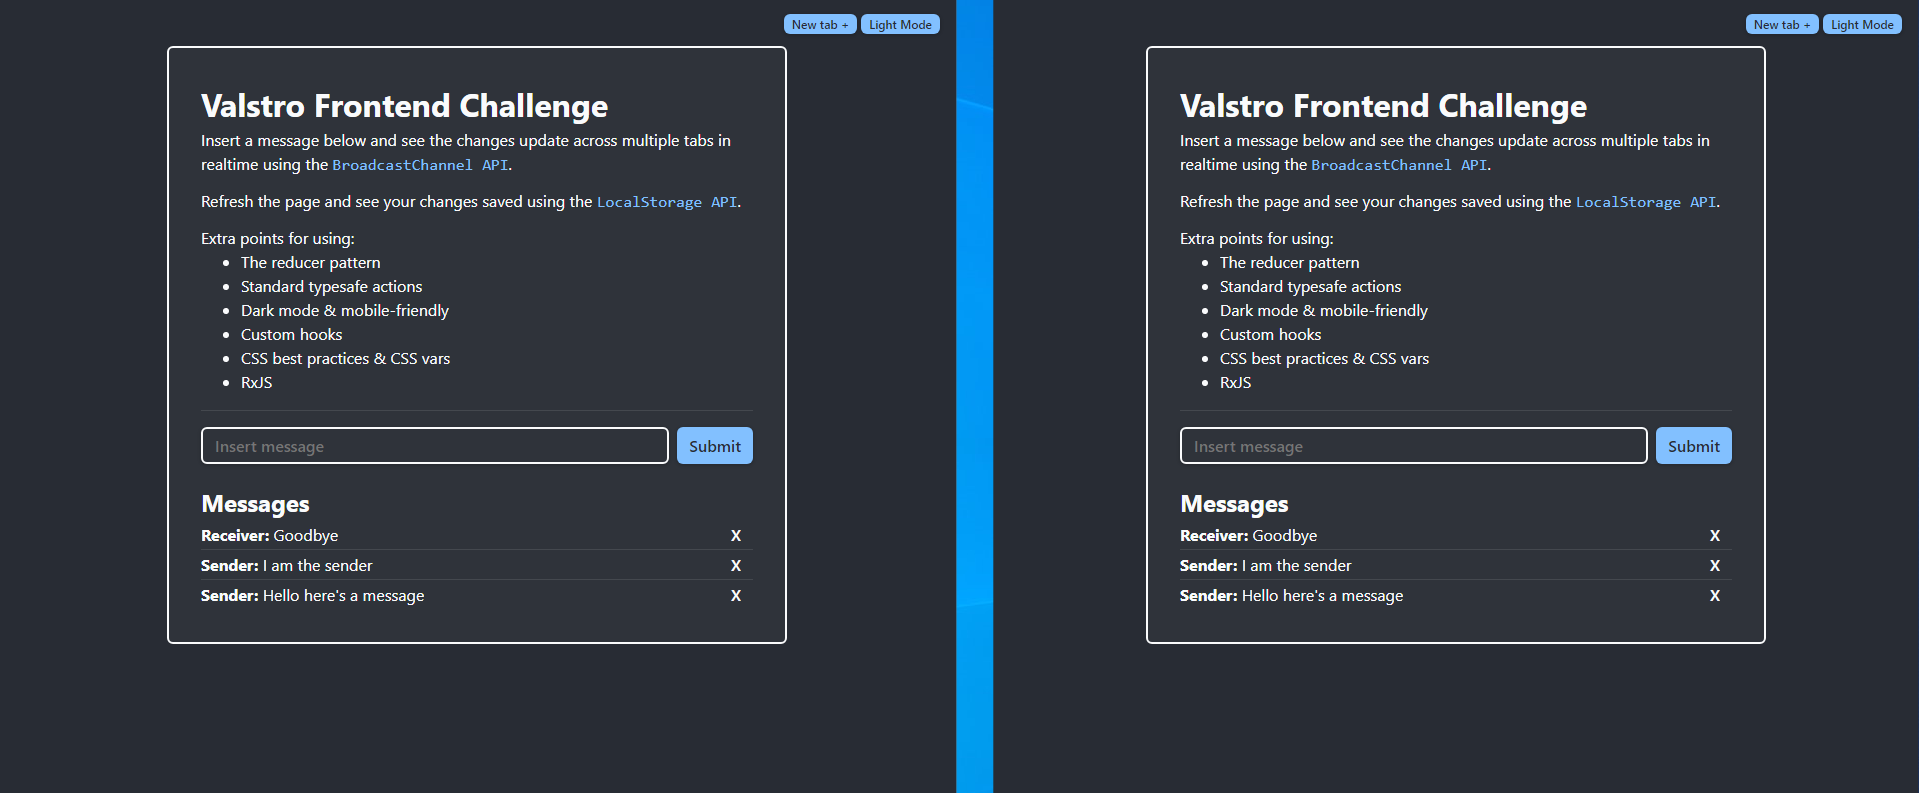 New tab + Light Mode
Valstro Frontend Challenge
Insert a message below and see the changes update across multiple tabs in
realtime using the BroadcastChannel API.
Refresh the page and see your changes saved using the LocalStorage API.
Extra points for using:
• The reducer pattern
• Standard typesafe actions
• Dark mode & mobile-friendly
• Custom hooks
• CSS best practices & CSS vars
• RxJS
Insert message Submit
Messages
Receiver: Goodbye X
Sender: I am the sender X
Sender: Hello here's a message X
New tab + Light Mode
Valstro Frontend Challenge
Insert a message below and see the changes update across multiple tabs in
realtime using the BroadcastChannel API.
Refresh the page and see your changes saved using the LocalStorage API.
Extra points for using:
• The reducer pattern
• Standard typesafe actions
• Dark mode & mobile-friendly
• Custom hooks
• CSS best practices & CSS vars
• RxJS
Insert message Submit
Messages
Receiver: Goodbye X
Sender: I am the sender X
Sender: Hello here's a message X